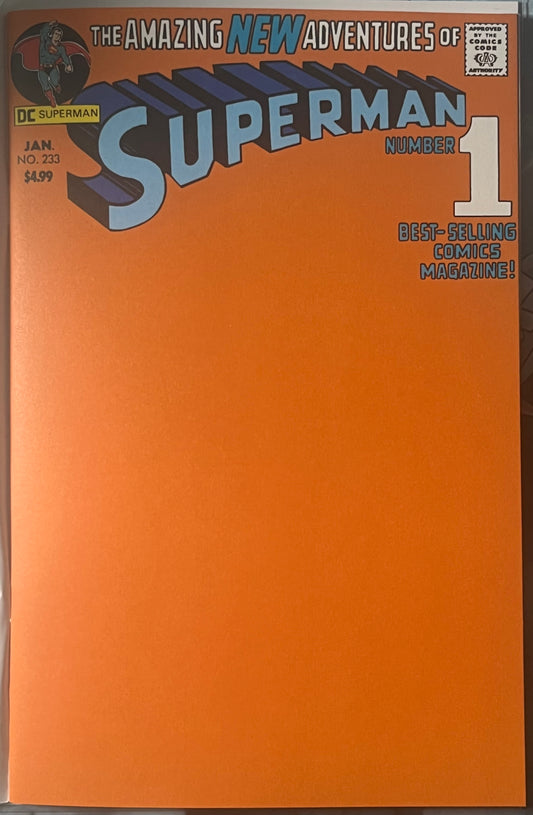 THE AMAZING NEW ADVENTURES OF
SUPERMAN
APPROVED
BY THE
COMICS
CODE
AUTHORITY
DC SUPERMAN
JAN.
NO. 233
$4.99
NUMBER
1
BEST-SELLING
COMICS
MAGAZINE!